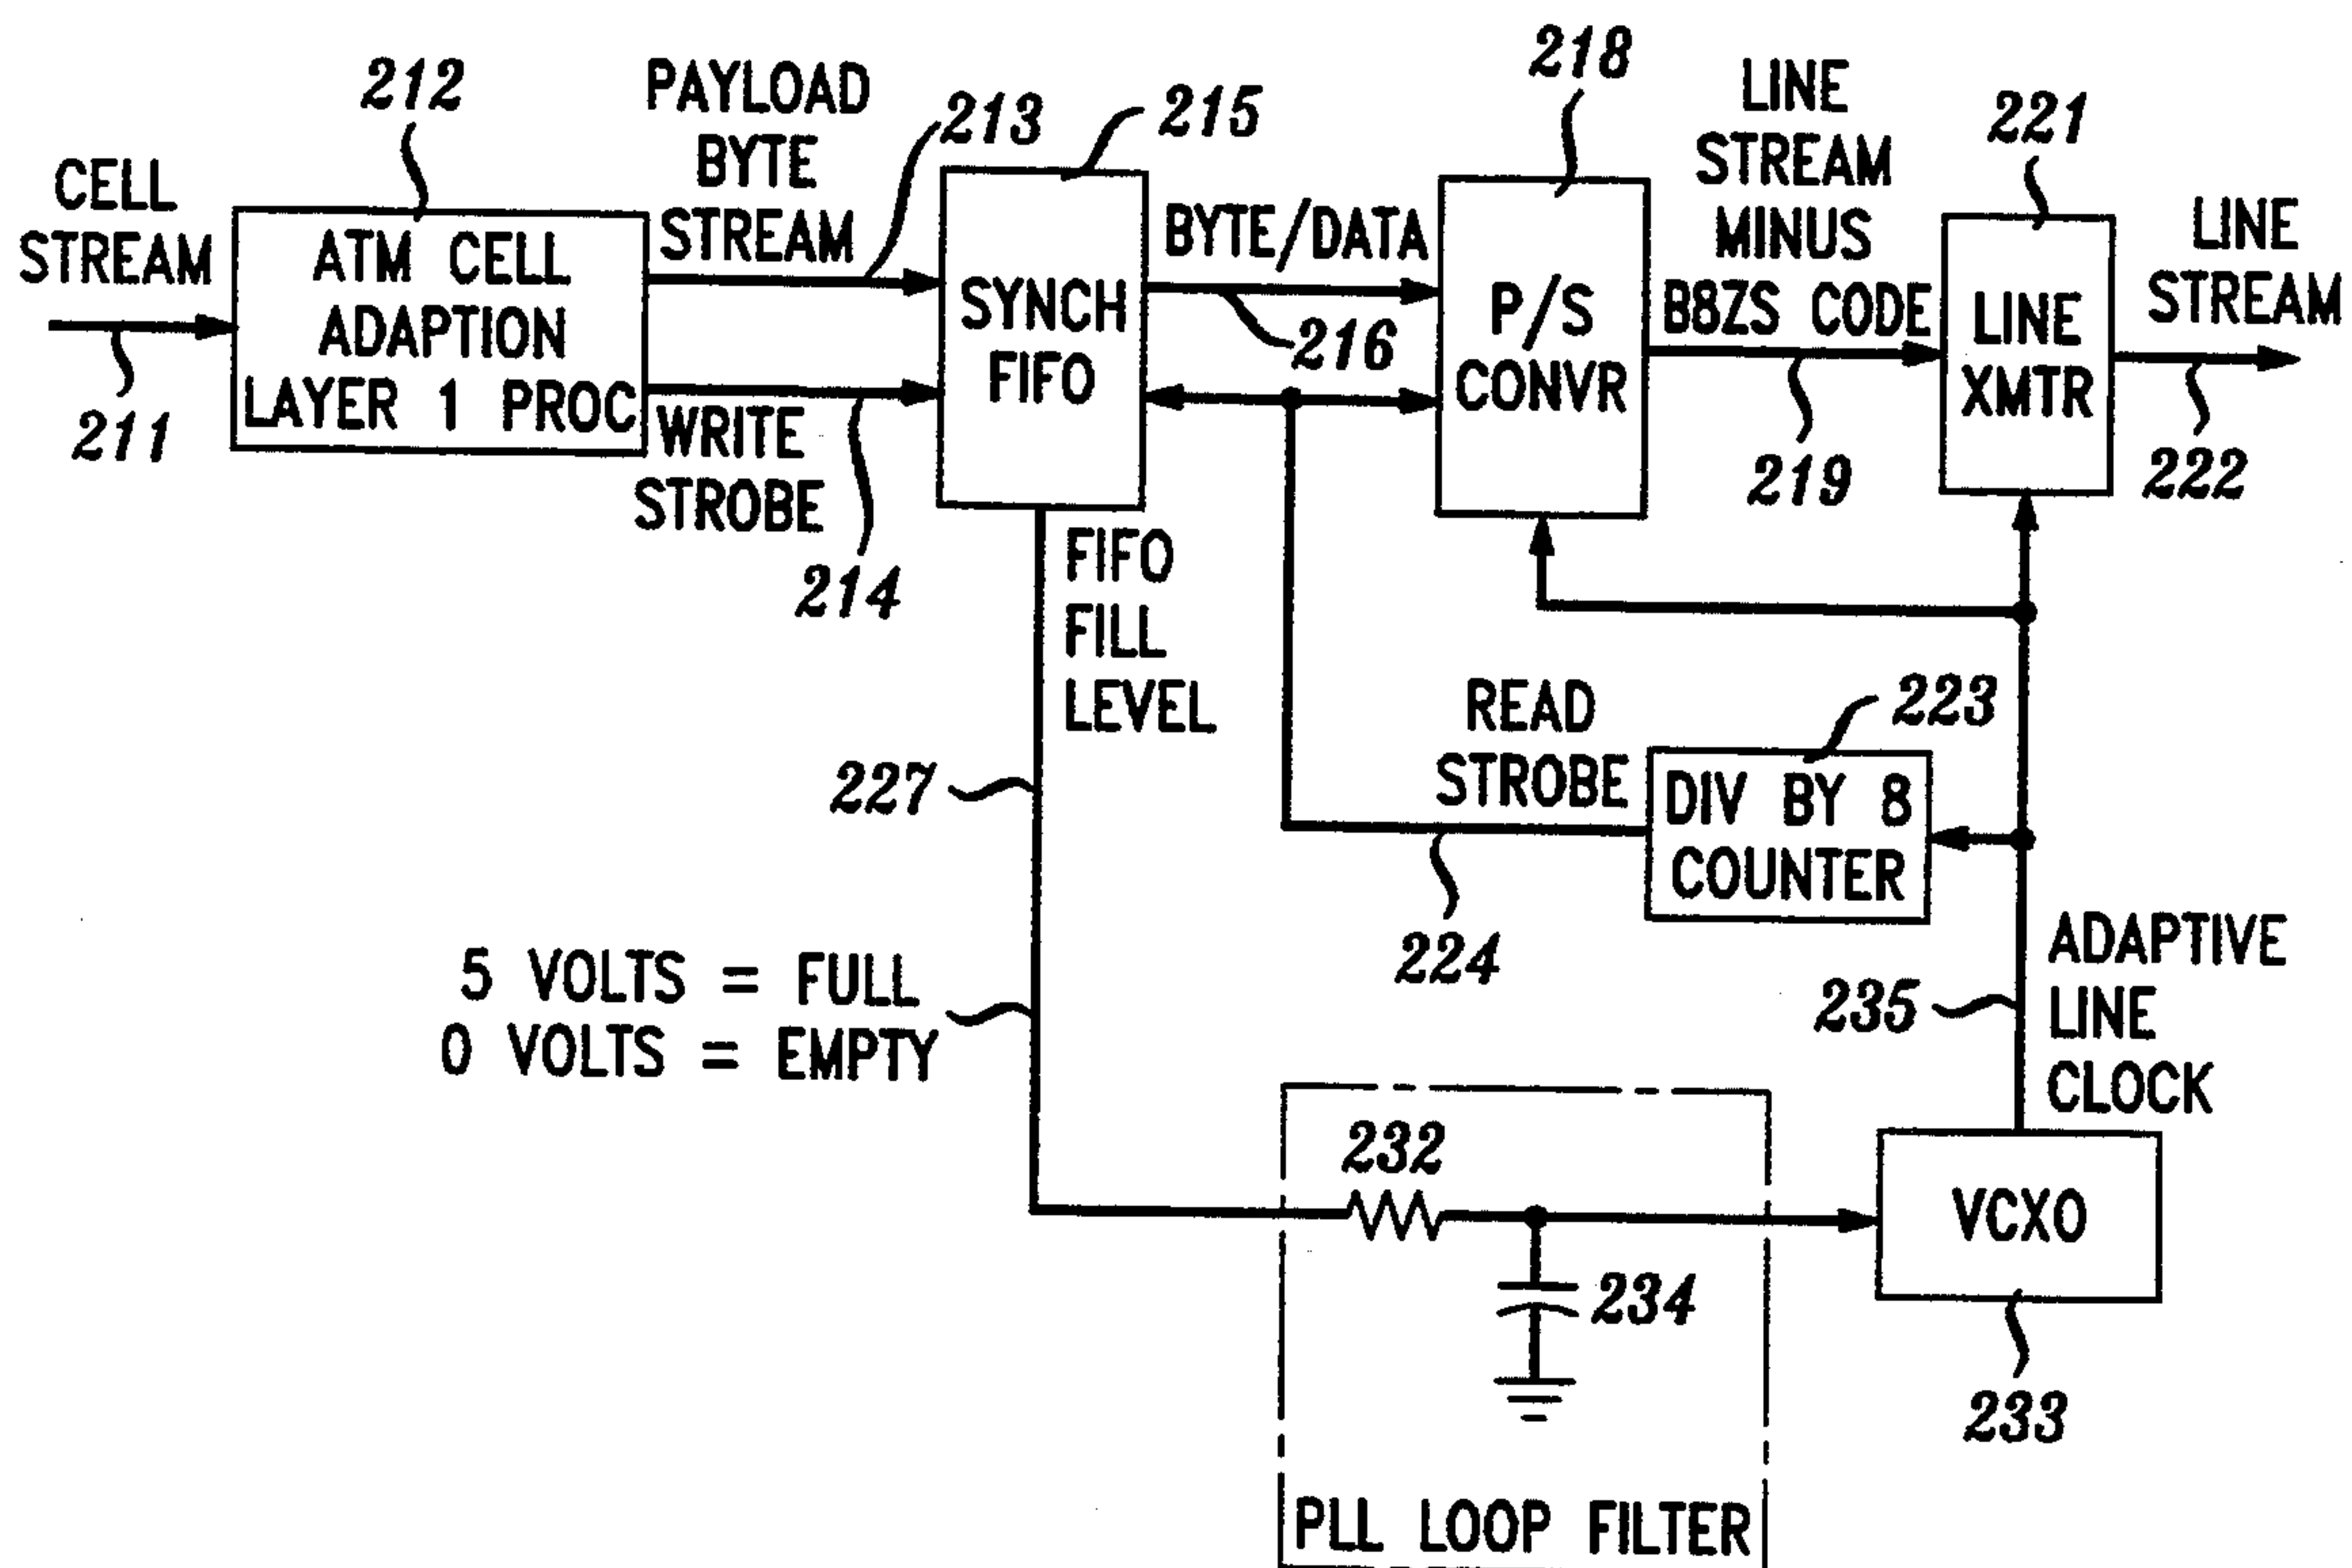 212
PAYLOAD
BYTE
STREAM
213
215
218
LINE
STREAM
MINUS
B8ZS CODE
221
CELL
STREAM
211
ATM CELL
ADAPTION
LAYER 1 PROC
WRITE
STROBE
214
SYNCH
FIFO
BYTE/DATA
216
P/S
CONVR
219
LINE
XMTR
LINE
STREAM
222
FIFO
FILL
LEVEL
227
READ
STROBE
224
223
DIV BY 8
COUNTER
5 VOLTS = FULL
0 VOLTS = EMPTY
235
ADAPTIVE
LINE
CLOCK
232
234
VCXO
233
PLL LOOP FILTER